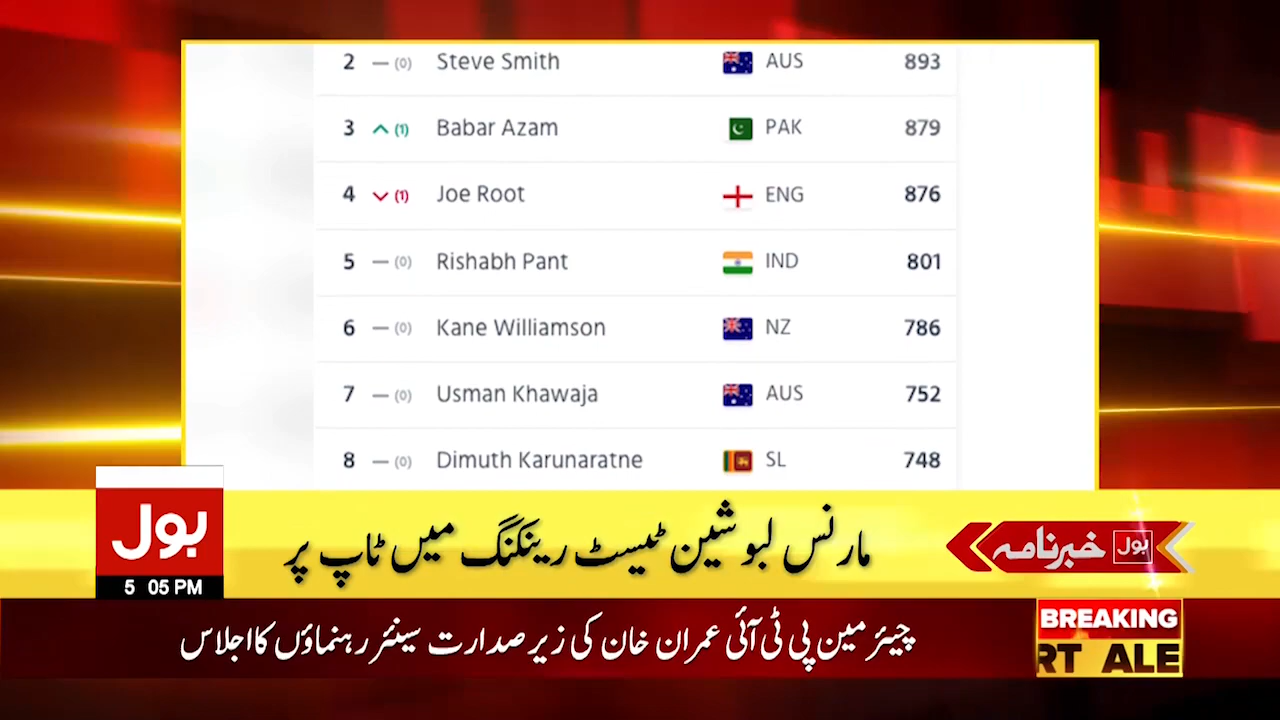 2 — (0) Steve Smith AUS 893
3 (1) Babar Azam PAK 879
4 (1) Joe Root ENG 876
5 — (0) Rishabh Pant IND 801
6 — (0) Kane Williamson NZ 786
7 — (0) Usman Khawaja AUS 752
8 — (0) Dimuth Karunaratne SL 748
بول خبرنامہ
مارنس لبوشین ٹیسٹ رینکنگ میں ٹاپ پر
بول
5 05 PM
BREAKING
RT ALE
چیئرمین پی ٹی آئی عمران خان کی زیر صدارت سینئر رہنماؤں کا اجلاس